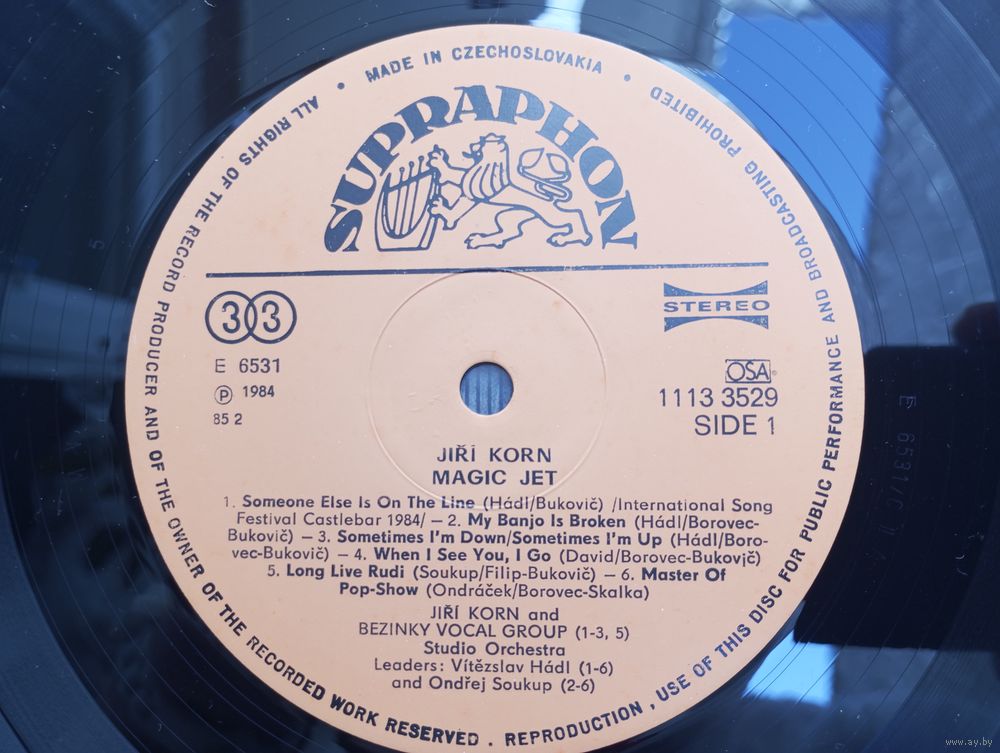 MADE IN CZECHOSLOVAKIA
ALL RIGHTS OF THE RECORD PRODUCER AND OF THE OWNER OF THE RECORDED WORK RESERVED . REPRODUCTION , USE OF THIS DISC FOR PUBLIC PERFORMANCE AND BROADCASTING PROHIBITED
SUPRAPHON
33
STEREO
E 6531
Ⓟ 1984
85 2
OSA
1113 3529
SIDE 1
JIŘÍ KORN
MAGIC JET
1. Someone Else Is On The Line (Hádl/Bukovič) /International Song
Festival Castlebar 1984/ – 2. My Banjo Is Broken (Hádl/Borovec-
Bukovič) – 3. Sometimes I'm Down/Sometimes I'm Up (Hádl/Boro-
vec-Bukovič) – 4. When I See You, I Go (David/Borovec-Bukovič)
5. Long Live Rudi (Soukup/Filip-Bukovič) – 6. Master Of
Pop-Show (Ondráček/Borovec-Skalka)
JIŘÍ KORN and
BEZINKY VOCAL GROUP (1-3, 5)
Studio Orchestra
Leaders: Vítězslav Hádl (1-6)
and Ondřej Soukup (2-6)
www.ay.by